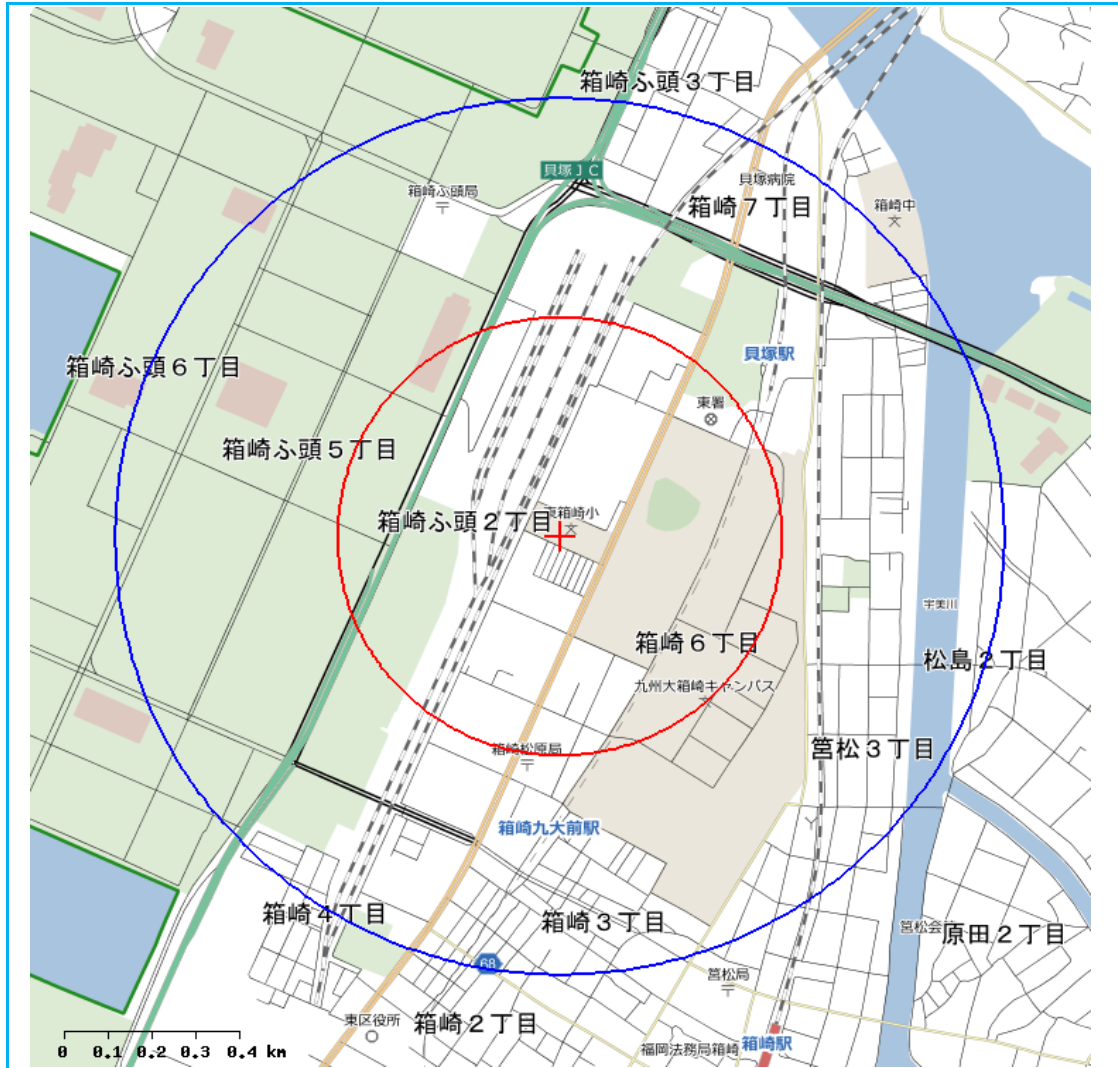 箱崎ふ頭３丁目
貝塚ＪＣ
貝塚病院
箱崎ふ頭局
箱崎７丁目
箱崎中
貝塚駅
箱崎ふ頭６丁目
東署
箱崎ふ頭５丁目
箱崎ふ頭２丁目
東箱崎小
宇美川
箱崎６丁目
松島２丁目
九州大箱崎キャンパス
箱崎松原局
筥松３丁目
箱崎九大前駅
箱崎４丁目
箱崎３丁目
筥松会
原田２丁目
68
筥松局
東区役所
箱崎２丁目
福岡法務局箱崎
箱崎駅
0 0.1 0.2 0.3 0.4 km